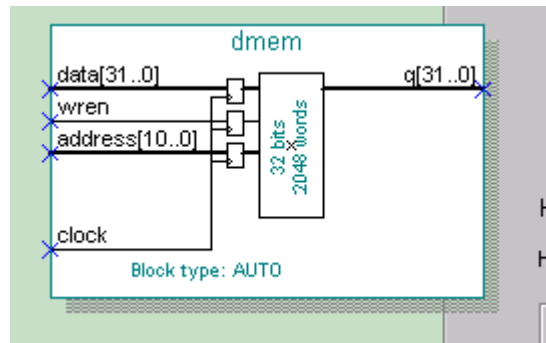 dmem
data[31..0]
q[31..0]
wren
address[10..0]
32 bits
x
2048 words
clock
Block type: AUTO